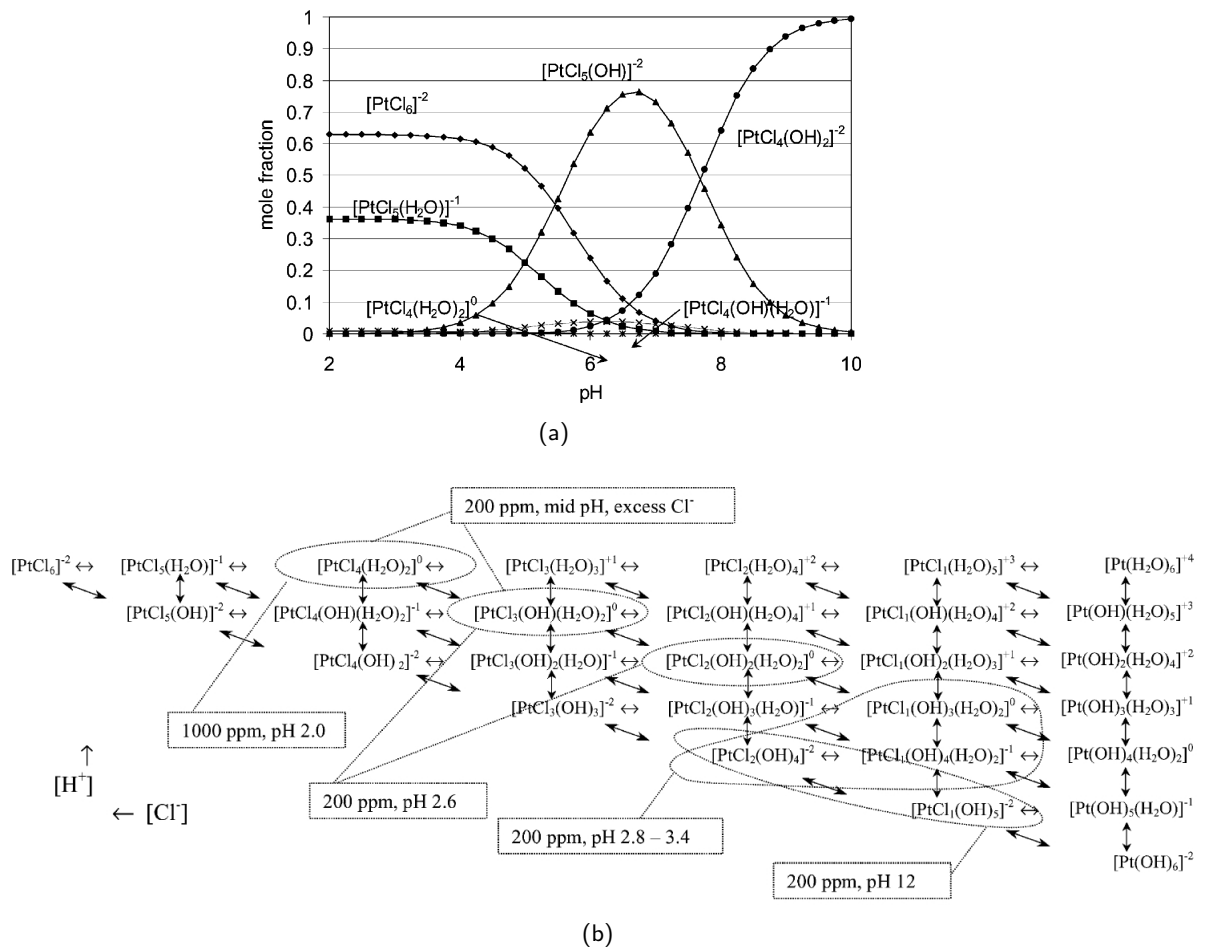 1
0.9
0.8
0.7
0.6
0.5
0.4
0.3
0.2
0.1
0
mole fraction
[PtCl₅(OH)]⁻²
[PtCl₆]⁻²
[PtCl₄(OH)₂]⁻²
[PtCl₅(H₂O)]⁻¹
[PtCl₄(H₂O)₂]⁰
[PtCl₄(OH)(H₂O)]⁻¹
2 4 6 8 10
pH
(a)
200 ppm, mid pH, excess Cl⁻
[PtCl₆]⁻² ↔ [PtCl₅(H₂O)]⁻¹ ↔ [PtCl₄(H₂O)₂]⁰ ↔ [PtCl₃(H₂O)₃]⁺¹ ↔ [PtCl₂(H₂O)₄]⁺² ↔ [PtCl₁(H₂O)₅]⁺³ ↔ [Pt(H₂O)₆]⁺⁴
[PtCl₅(OH)]⁻² ↔ [PtCl₄(OH)(H₂O)₂]⁻¹ ↔ [PtCl₃(OH)(H₂O)₂]⁰ ↔ [PtCl₂(OH)(H₂O)₄]⁺¹ ↔ [PtCl₁(OH)(H₂O)₄]⁺² ↔ [Pt(OH)(H₂O)₅]⁺³
[PtCl₄(OH)₂]⁻² ↔ [PtCl₃(OH)₂(H₂O)]⁻¹ ↔ [PtCl₂(OH)₂(H₂O)₂]⁰ ↔ [PtCl₁(OH)₂(H₂O)₃]⁺¹ ↔ [Pt(OH)₂(H₂O)₄]⁺²
[PtCl₃(OH)₃]⁻² ↔ [PtCl₂(OH)₃(H₂O)]⁻¹ ↔ [PtCl₁(OH)₃(H₂O)₂]⁰ ↔ [Pt(OH)₃(H₂O)₃]⁺¹
1000 ppm, pH 2.0
[PtCl₂(OH)₄]⁻² ↔ [PtCl₁(OH)₄(H₂O)₂]⁻¹ ↔ [Pt(OH)₄(H₂O)₂]⁰
↑
[H⁺]
200 ppm, pH 2.6
[PtCl₁(OH)₅]⁻² ↔ [Pt(OH)₅(H₂O)]⁻¹
← [Cl⁻]
200 ppm, pH 2.8 – 3.4
[Pt(OH)₆]⁻²
200 ppm, pH 12
(b)